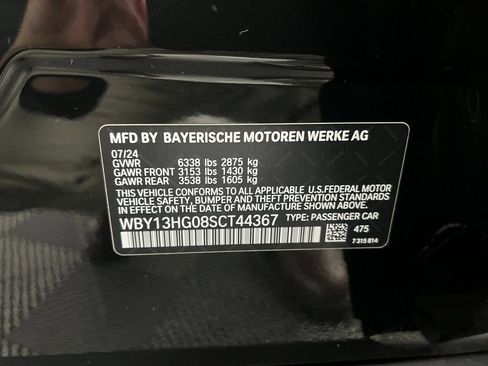 MFD BY BAYERISCHE MOTOREN WERKE AG
07/24
GVWR 6338 lbs 2875 kg
GAWR FRONT 3153 lbs 1430 kg
GAWR REAR 3538 lbs 1605 kg
THIS VEHICLE CONFORMS TO ALL APPLICABLE U.S.FEDERAL MOTOR
VEHICLE SAFETY, BUMPER, AND THEFT PREVENTION STANDARDS
IN EFFECT ON THE DATE OF MANUFACTURE SHOWN ABOVE.
WBY13HG08SCT44367 TYPE: PASSENGER CAR
475
7 315 614